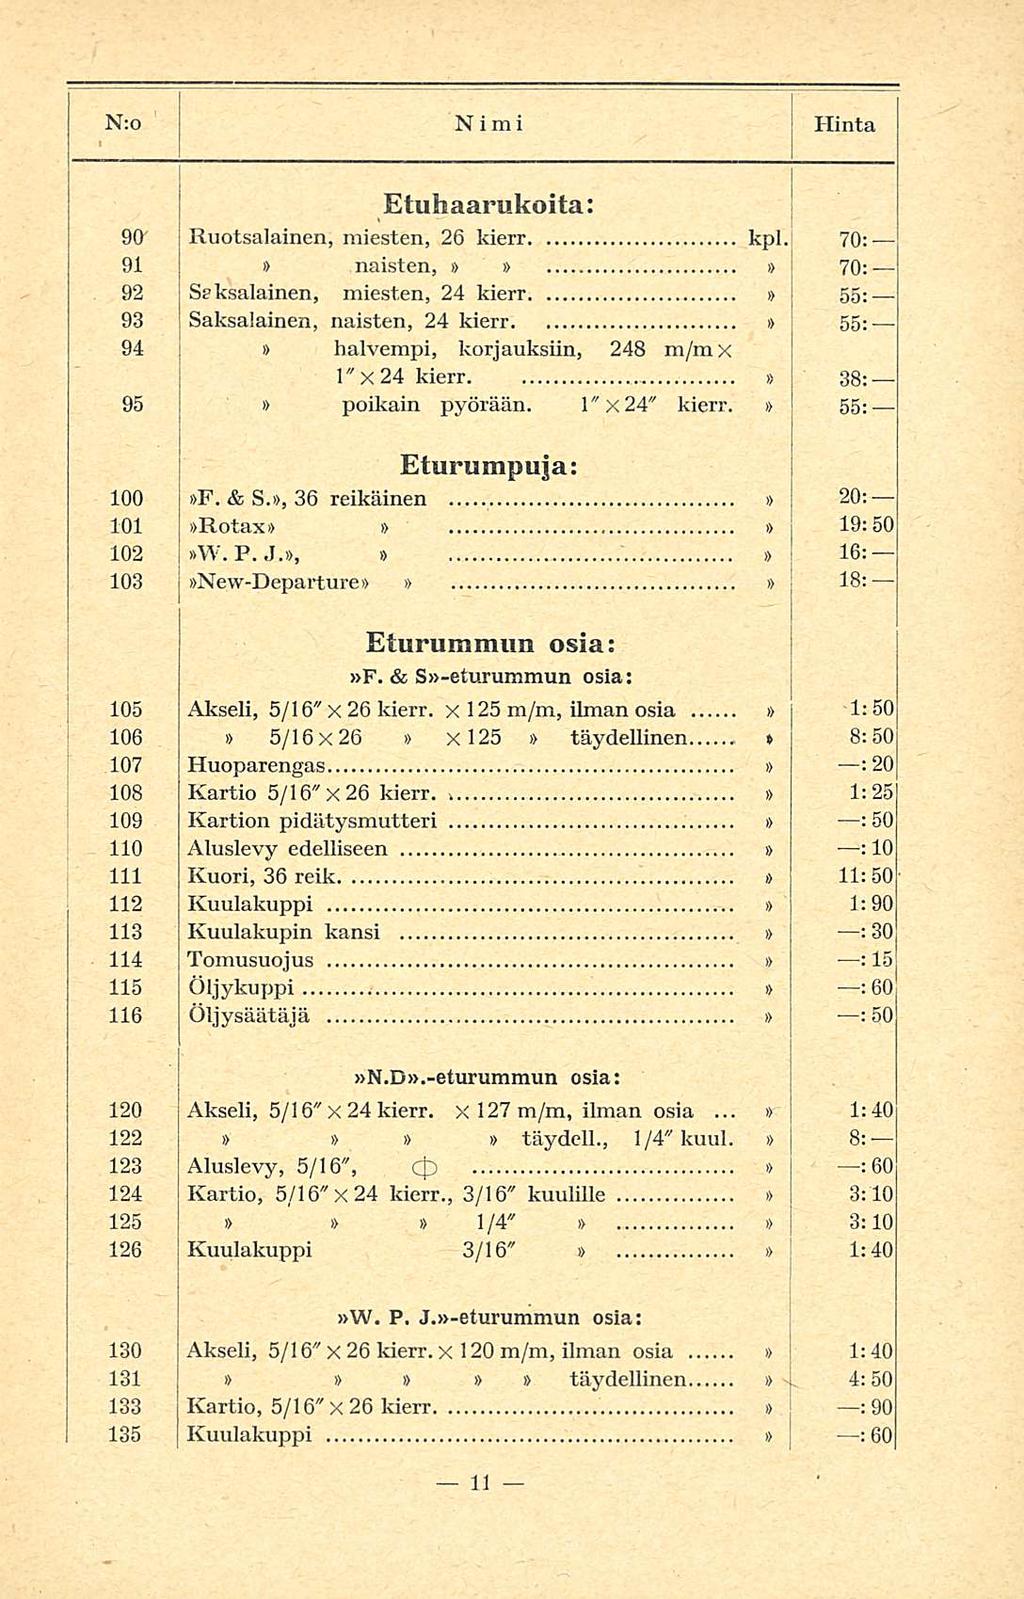 N:o Nimi Hinta
Etuhaarukoita:
90 Ruotsalainen, miesten, 26 kierr. ........................ kpl. 70: —
91 » naisten, » » ........................ » 70: —
92 Saksalainen, miesten, 24 kierr. ........................ » 55: —
93 Saksalainen, naisten, 24 kierr. ........................ » 55: —
94 » halvempi, korjauksiin, 248 m/m×
1″×24 kierr. ........................ » 38: —
95 » poikain pyörään. 1″×24″ kierr. » 55: —
Eturumpuja:
100 »F. & S.», 36 reikäinen ........................ » 20: —
101 »Rotax» » ........................ » 19: 50
102 »W. P. J.», » ........................ » 16: —
103 »New-Departure» » ........................ » 18: —
Eturummun osia:
»F. & S»-eturummun osia:
105 Akseli, 5/16″×26 kierr. ×125 m/m, ilman osia ...... » 1: 50
106 » 5/16×26 » ×125 » täydellinen...... » 8: 50
107 Huoparengas........................ » —: 20
108 Kartio 5/16″×26 kierr. ........................ » 1: 25
109 Kartion pidätysmutteri ........................ » —: 50
110 Aluslevy edelliseen ........................ » —: 10
111 Kuori, 36 reik. ........................ » 11: 50
112 Kuulakuppi ........................ » 1: 90
113 Kuulakupin kansi ........................ » —: 30
114 Tomusuojus ........................ » —: 15
115 Öljykuppi ........................ » —: 60
116 Öljysäätäjä ........................ » —: 50
»N.D».-eturummun osia:
120 Akseli, 5/16″×24 kierr. ×127 m/m, ilman osia ... » 1: 40
122 » » » » täydell., 1/4″ kuul. » 8: —
123 Aluslevy, 5/16″, ф ........................ » —: 60
124 Kartio, 5/16″×24 kierr., 3/16″ kuulille ............ » 3: 10
125 » » » 1/4″ » ............ » 3: 10
126 Kuulakuppi 3/16″ » ............ » 1: 40
»W. P. J.»-eturummun osia:
130 Akseli, 5/16″×26 kierr.×120 m/m, ilman osia ...... » 1: 40
131 » » » » » täydellinen...... » 4: 50
133 Kartio, 5/16″×26 kierr. ........................ » —: 90
135 Kuulakuppi ........................ » —: 60
— 11 —